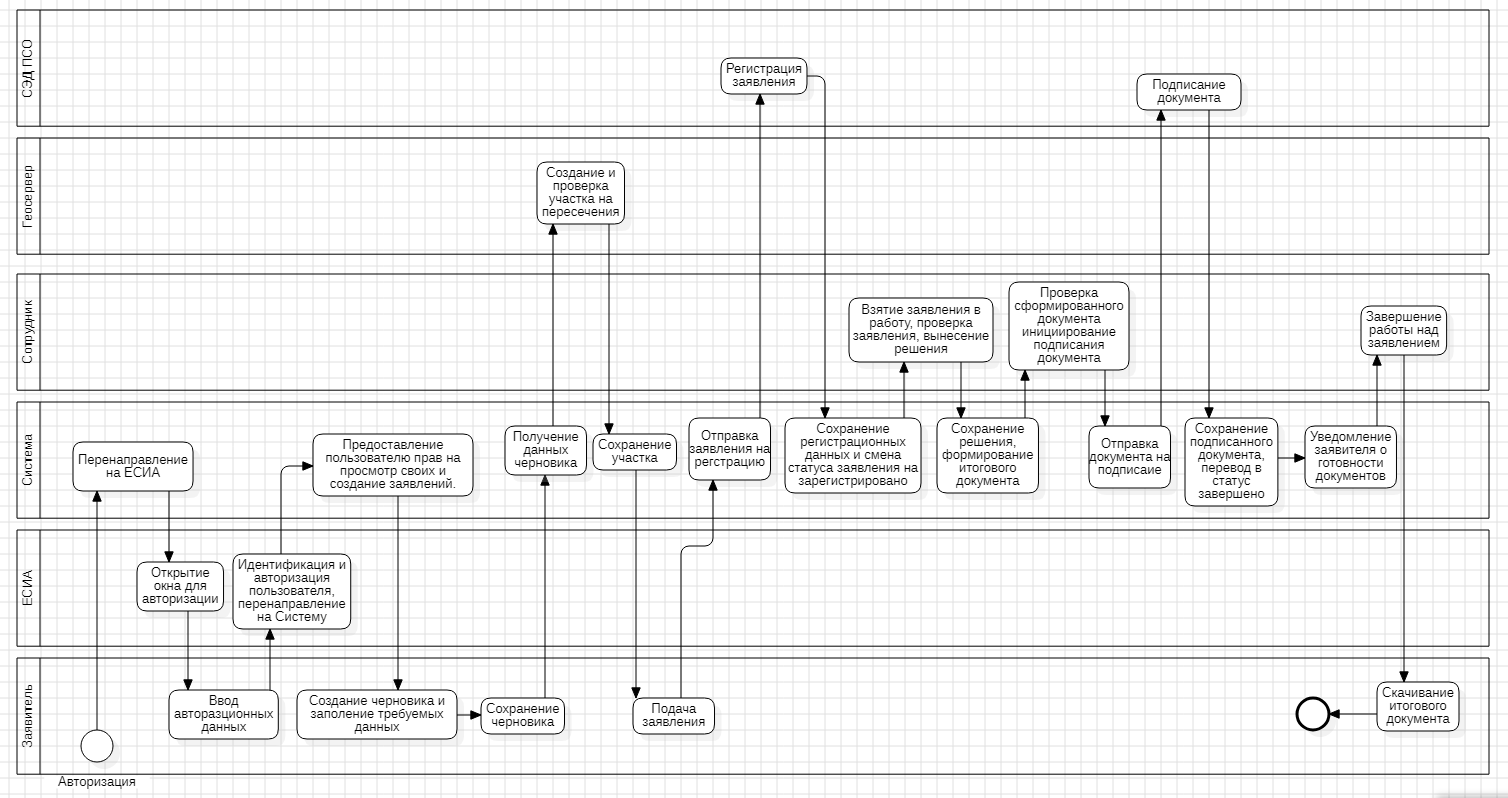 СЭД ПСО
Регистрация
заявления
Подписание
документа
Геосервер
Создание и
проверка
участка на
пересечения
Сотрудник
Взятие заявления в
работу, проверка
заявления, вынесение
решения
Проверка
сформированного
документа
инициирование
подписания
документа
Завершение
работы над
заявлением
Система
Перенаправление
на ЕСИА
Предоставление
пользователю прав на
просмотр своих и
создание заявлений.
Получение
данных
черновика
Сохранение
участка
Отправка
заявления на
регстрацию
Сохранение
регистрационных
данных и смена
статуса заявления на
зарегистрировано
Сохранение
решения,
формирование
итогового
документа
Отправка
документа на
подписаие
Сохранение
подписанного
документа,
перевод в
статус
завершено
Уведомление
заявителя о
готовности
документов
ЕСИА
Открытие
окна для
авторизации
Идентификация и
авторизация
пользователя,
перенаправление
на Систему
Заявитель
Ввод
авторазционных
данных
Создание черновика и
заполение требуемых
данных
Сохранение
черновика
Подача
заявления
Скачивание
итогового
документа
Авторизация